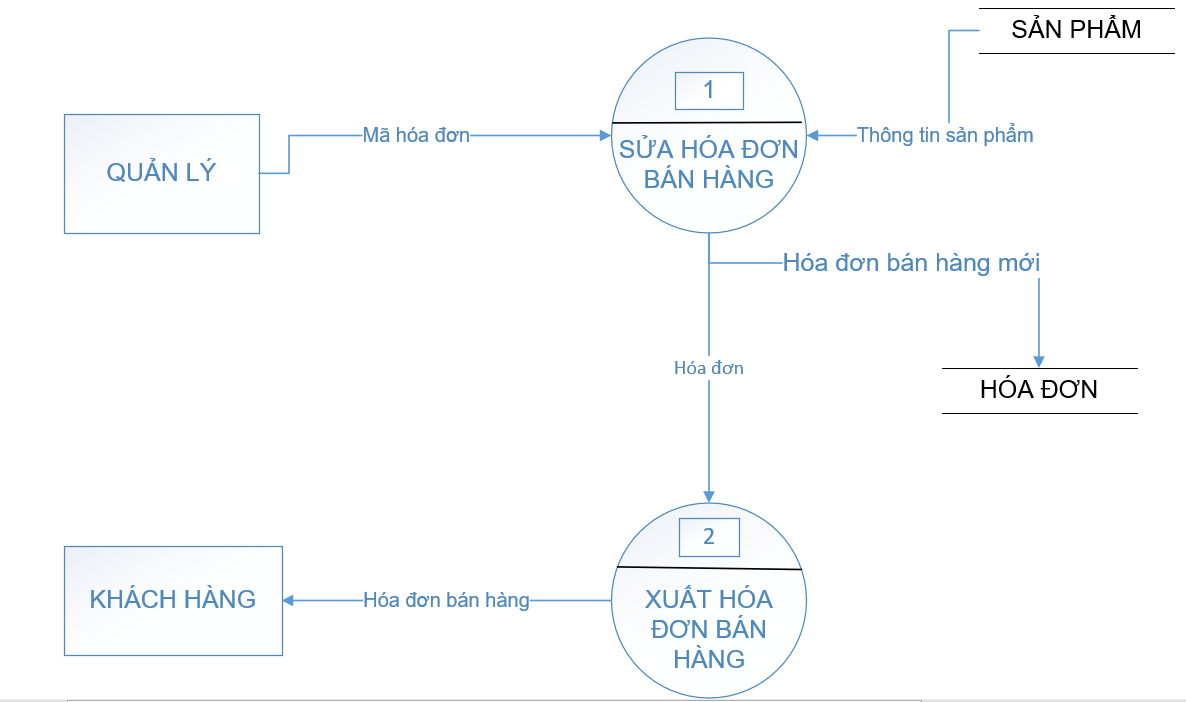 SẢN PHẨM
1
Mã hóa đơn
Thông tin sản phẩm
SỬA HÓA ĐƠN
BÁN HÀNG
QUẢN LÝ
Hóa đơn bán hàng mới
Hóa đơn
HÓA ĐƠN
2
KHÁCH HÀNG
Hóa đơn bán hàng
XUẤT HÓA
ĐƠN BÁN
HÀNG